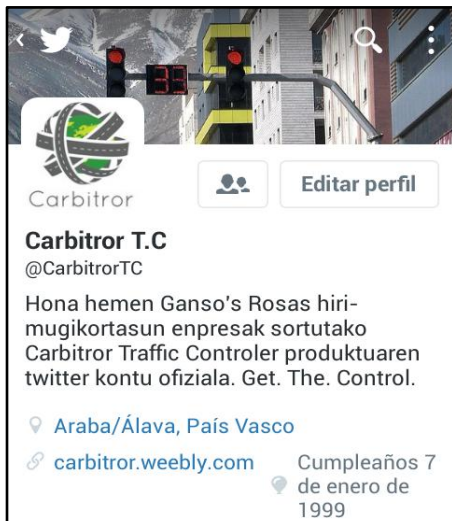 33
Carbitror
Editar perfil
Carbitror T.C
@CarbitrorTC
Hona hemen Ganso's Rosas hiri-
mugikortasun enpresak sortutako
Carbitror Traffic Controler produktuaren
twitter kontu ofiziala. Get. The. Control.
Araba/Álava, País Vasco
carbitror.weebly.com
Cumpleaños 7
de enero de
1999